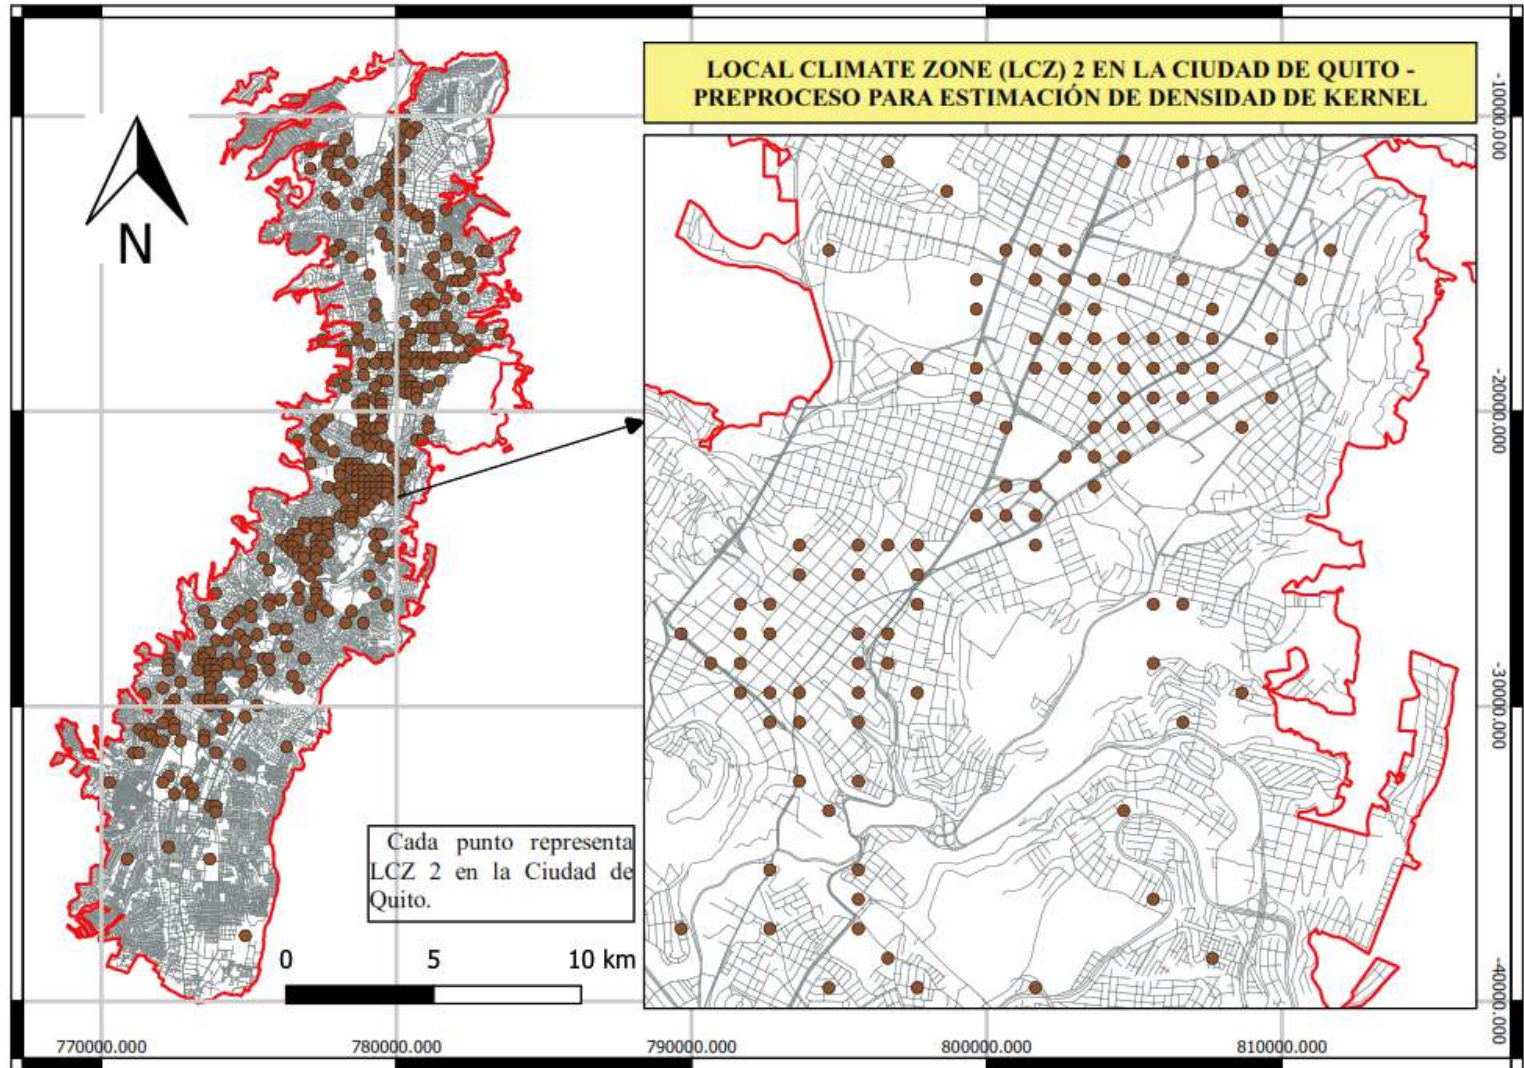 LOCAL CLIMATE ZONE (LCZ) 2 EN LA CIUDAD DE QUITO -
PREPROCESO PARA ESTIMACIÓN DE DENSIDAD DE KERNEL
N
Cada punto representa
LCZ 2 en la Ciudad de
Quito.
0 5 10 km
-10000.000
-20000.000
-30000.000
-40000.000
770000.000 780000.000 790000.000 800000.000 810000.000